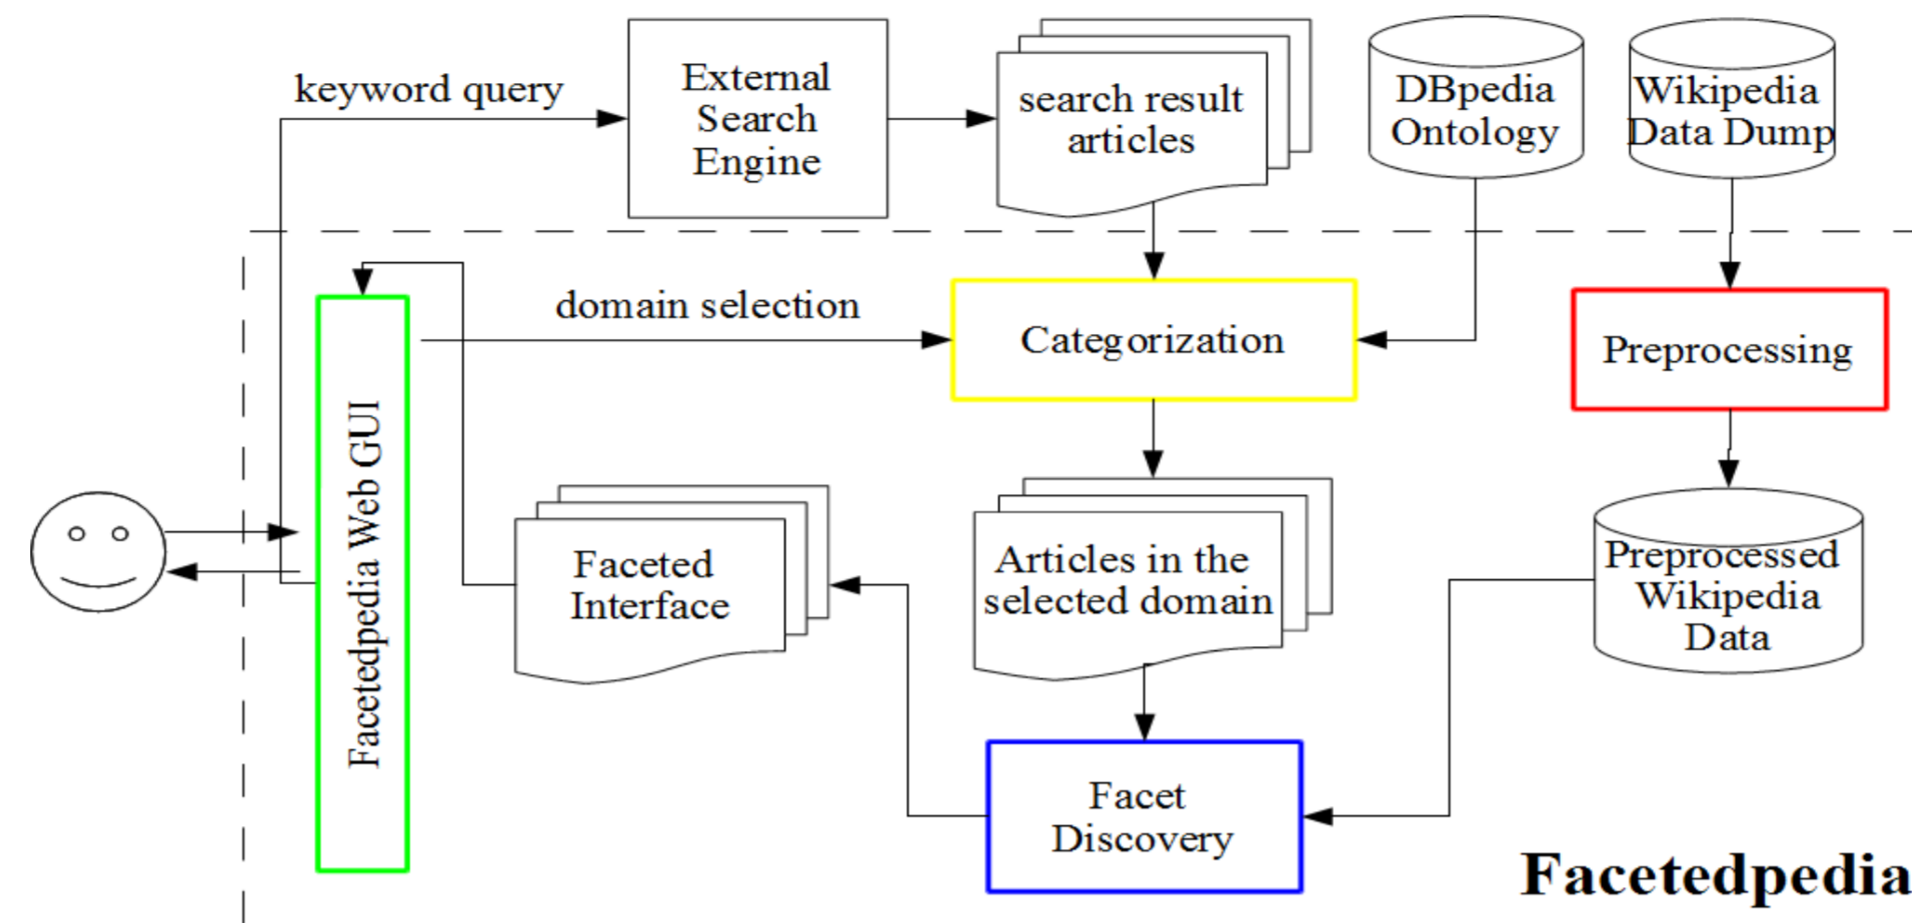 keyword query
External
Search
Engine
search result
articles
DBpedia
Ontology
Wikipedia
Data Dump
domain selection
Categorization
Preprocessing
Facetedpedia Web GUI
Faceted
Interface
Articles in the
selected domain
Preprocessed
Wikipedia
Data
Facet
Discovery
Facetedpedia